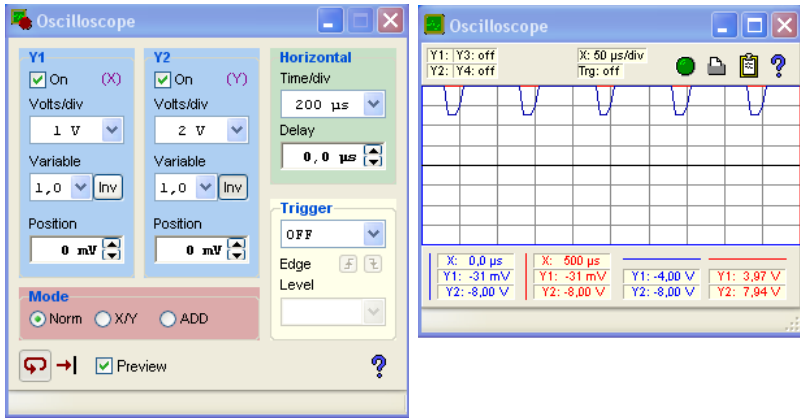 Oscilloscope
Y1
On (X)
Volts/div
1 V
Variable
1,0 Inv
Position
0 mV
Y2
On (Y)
Volts/div
2 V
Variable
1,0 Inv
Position
0 mV
Horizontal
Time/div
200 µs
Delay
0,0 µs
Trigger
OFF
Edge
Level
Mode
Norm X/Y ADD
Preview
?
Oscilloscope
Y1: Y3: off
Y2: Y4: off
X: 50 µs/div
Trg: off
?
X: 0,0 µs
Y1: -31 mV
Y2: -8,00 V
X: 500 µs
Y1: -31 mV
Y2: -8,00 V
Y1: -4,00 V
Y2: -8,00 V
Y1: 3,97 V
Y2: 7,94 V